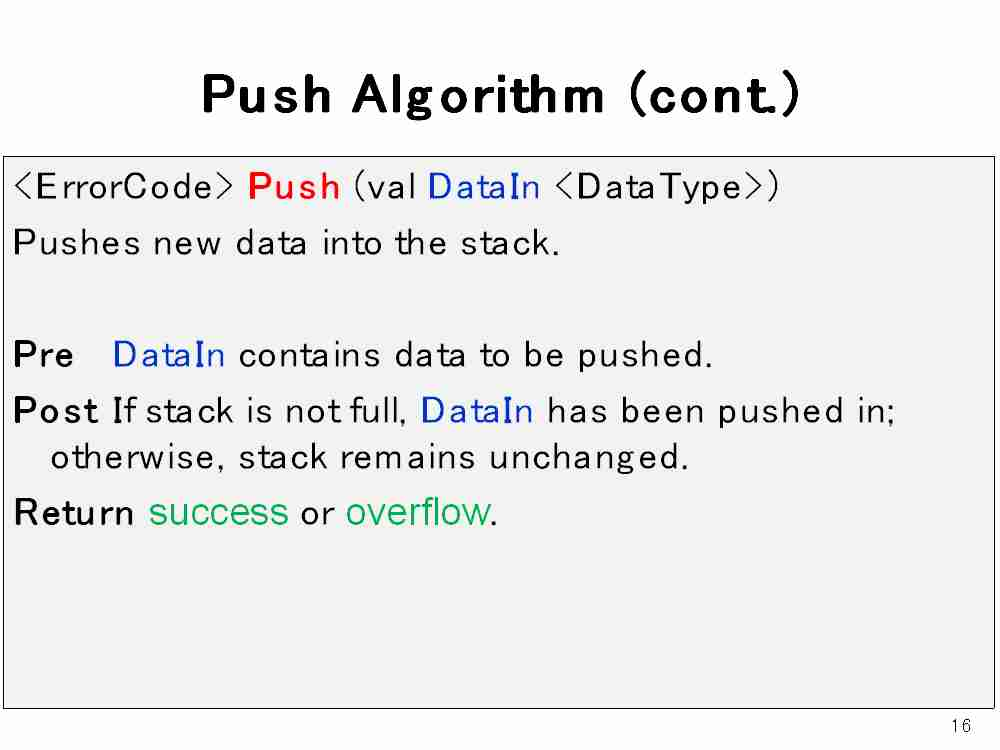 Push Algorithm (cont.)
<ErrorCode> Push (val DataIn <DataType>)
Pushes new data into the stack.
Pre DataIn contains data to be pushed.
Post If stack is not full, DataIn has been pushed in;
otherwise, stack remains unchanged.
Return success or overflow.
16